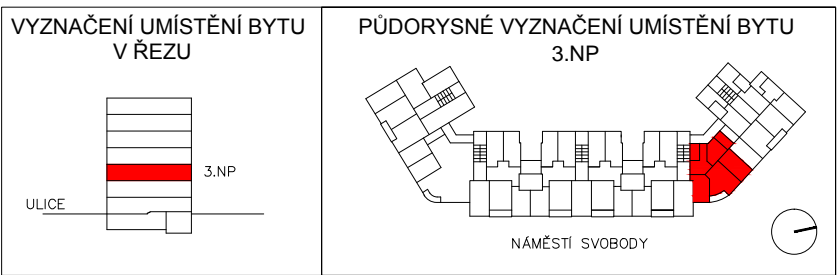 VYZNAČENÍ UMÍSTĚNÍ BYTU
V ŘEZU
3.NP
ULICE
PŮDORYSNÉ VYZNAČENÍ UMÍSTĚNÍ BYTU
3.NP
NÁMĚSTÍ SVOBODY